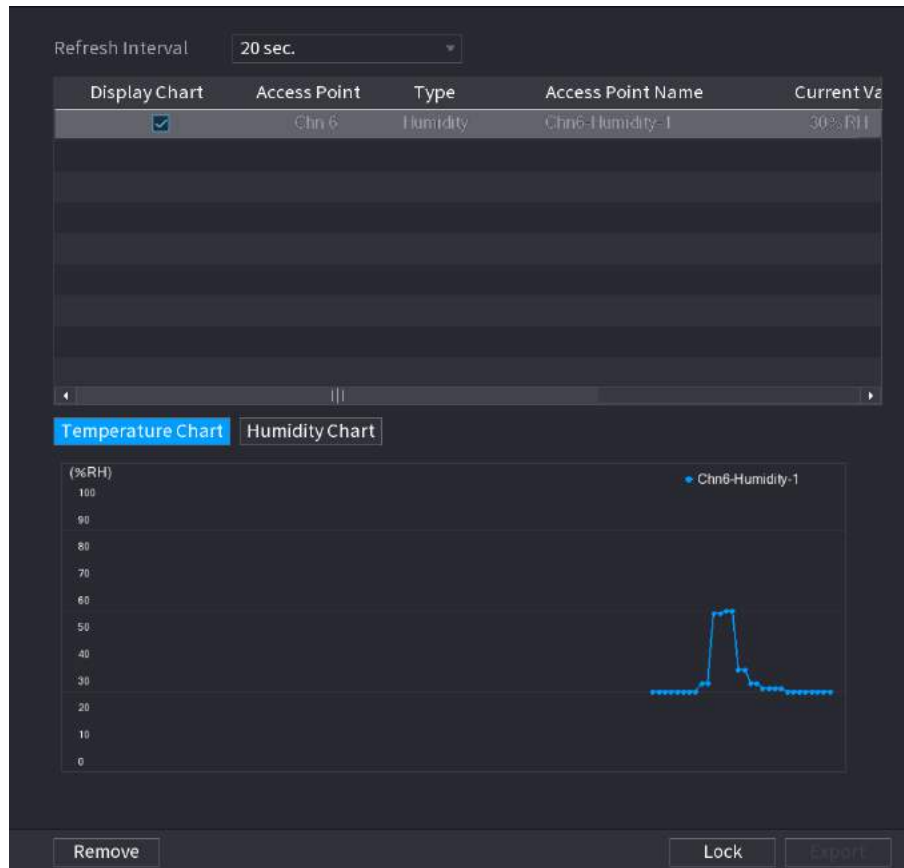 Refresh Interval 20 sec.
Display Chart Access Point Type Access Point Name Current Va
Chn 6 Humidity Chn6-Humidity-1 30%RH
Temperature Chart Humidity Chart
(%RH)
Chn6-Humidity-1
100
90
80
70
60
50
40
30
20
10
0
Remove Lock Export